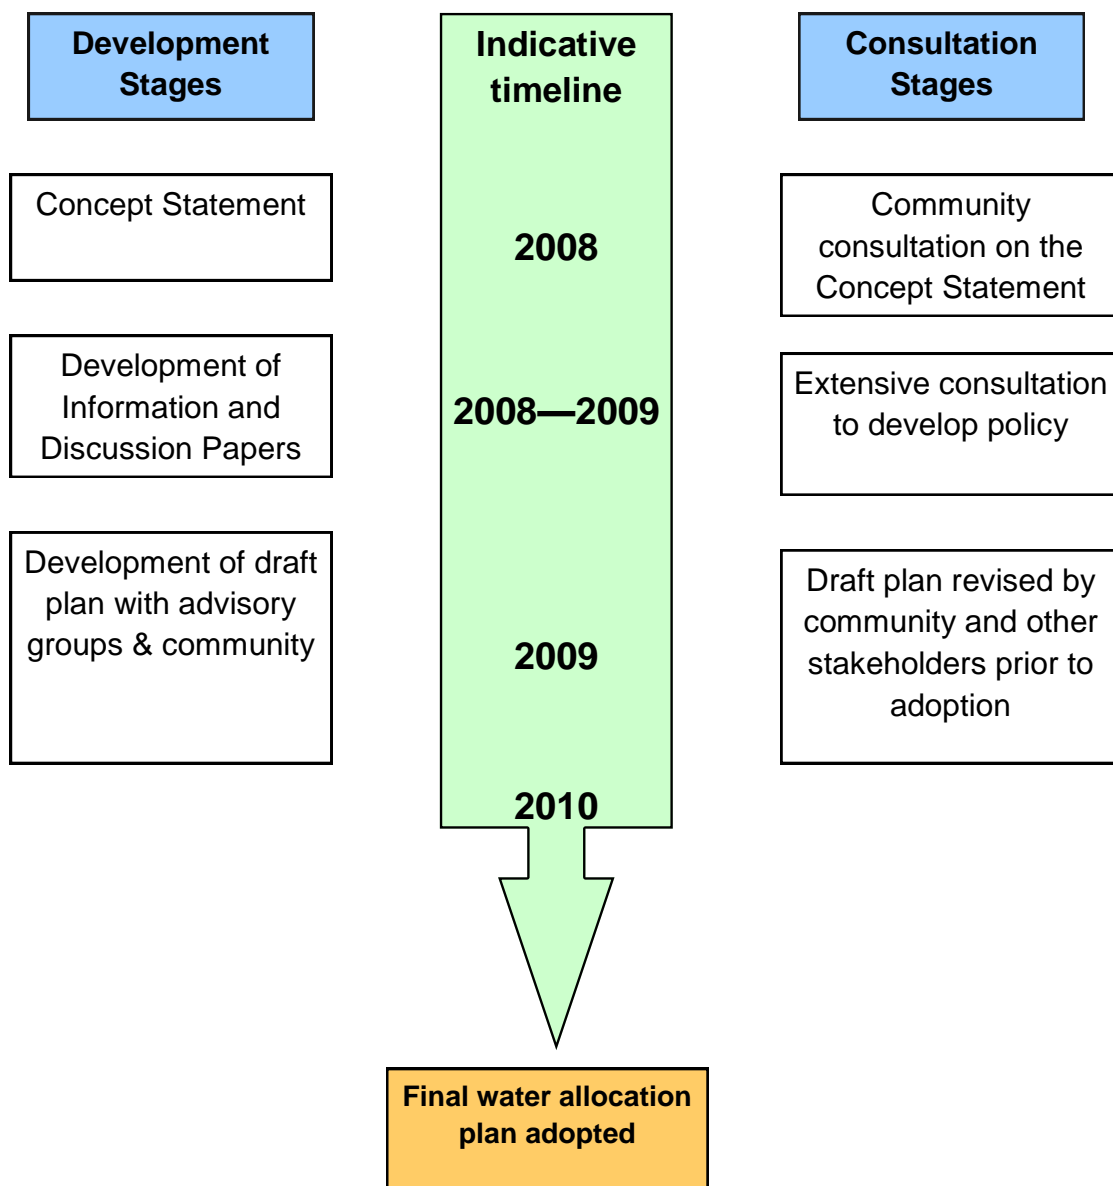 Development
Stages
Indicative
timeline
Consultation
Stages
Concept Statement
2008
Community
consultation on the
Concept Statement
Development of
Information and
Discussion Papers
2008—2009
Extensive consultation
to develop policy
Development of draft
plan with advisory
groups & community
2009
Draft plan revised by
community and other
stakeholders prior to
adoption
2010
Final water allocation
plan adopted